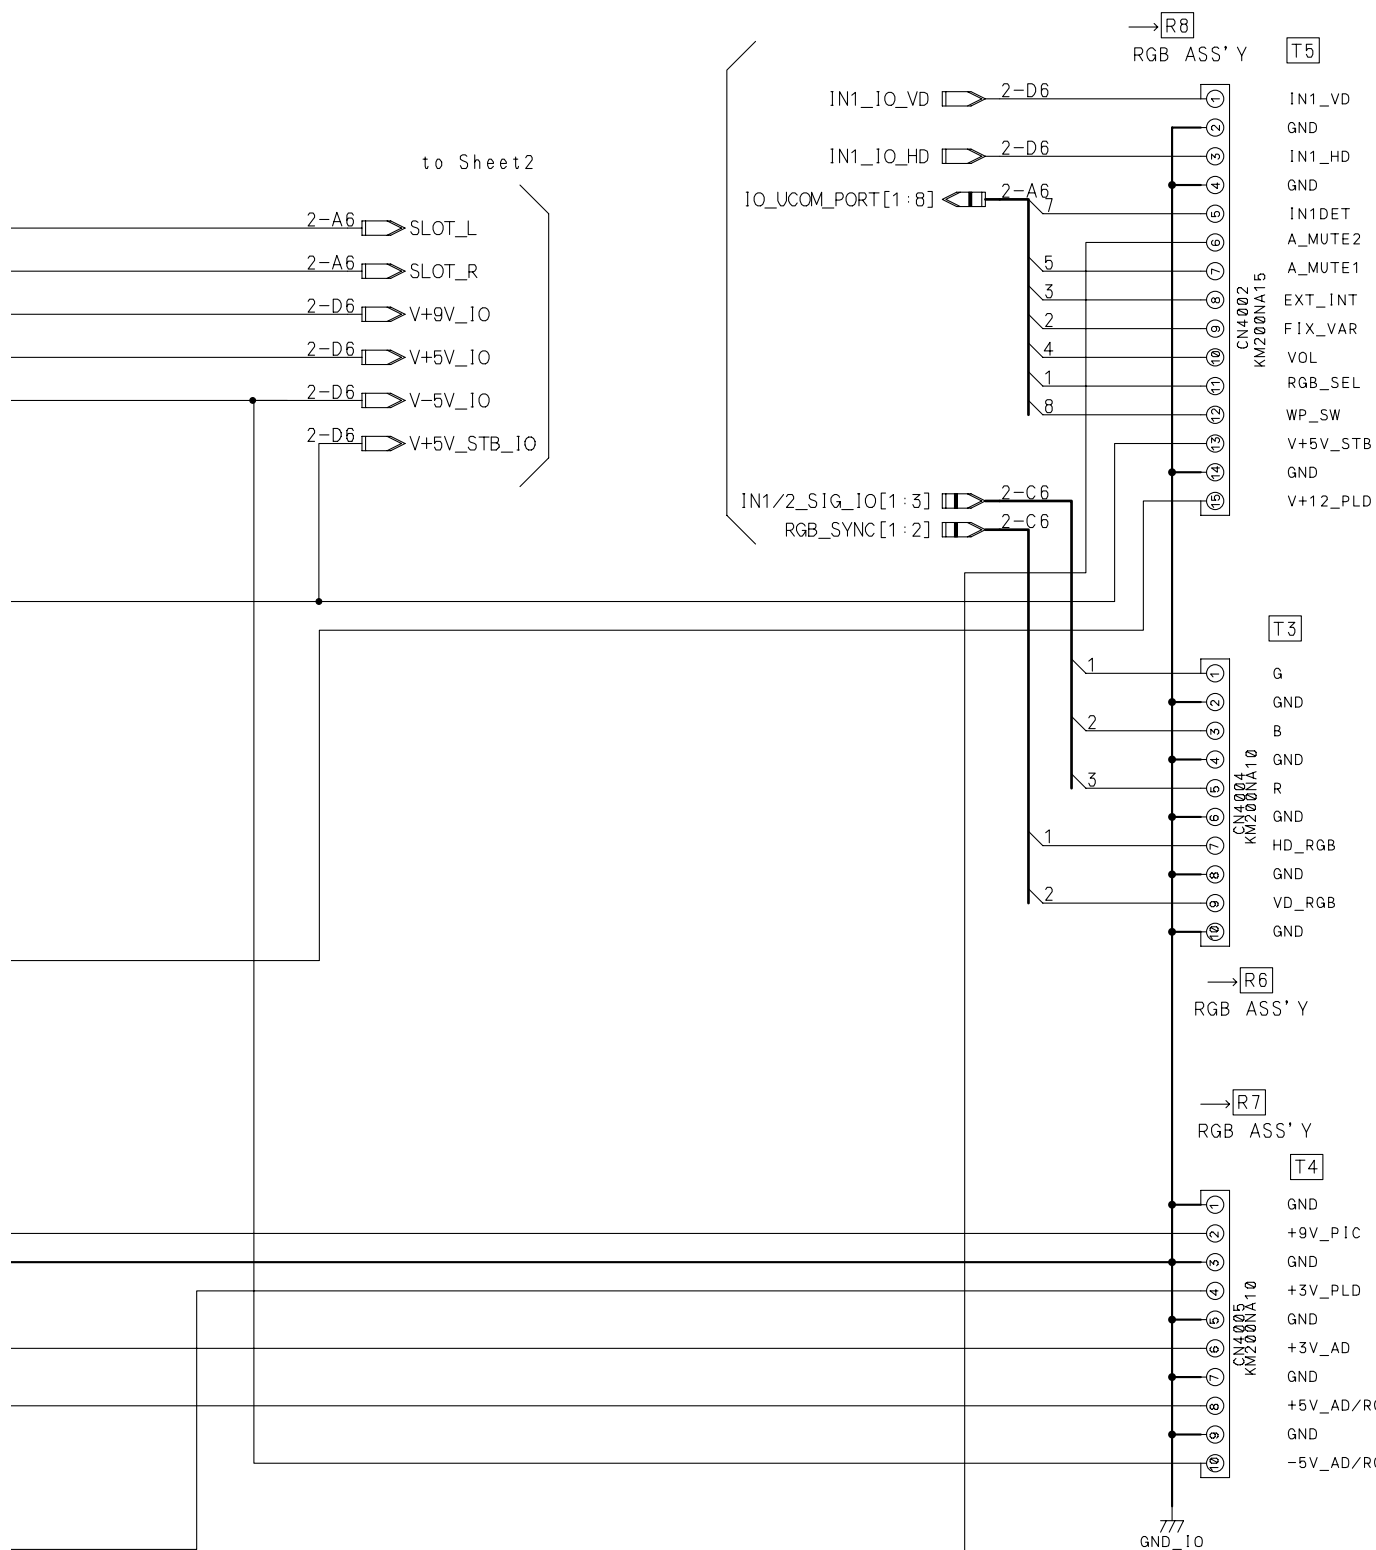 to Sheet2
2-A6 SLOT_L
2-A6 SLOT_R
2-D6 V+9V_IO
2-D6 V+5V_IO
2-D6 V-5V_IO
2-D6 V+5V_STB_IO
R8
RGB ASS'Y
T5
IN1_IO_VD 2-D6 1 IN1_VD
2 GND
IN1_IO_HD 2-D6 3 IN1_HD
4 GND
IO_UCOM_PORT[1:8] 2-A6
7 5 IN1DET
6 A_MUTE2
5 7 A_MUTE1
3 8 EXT_INT
2 9 FIX_VAR
4 10 VOL
1 11 RGB_SEL
8 12 WP_SW
13 V+5V_STB
14 GND
15 V+12_PLD
CN4002
KM200NA15
IN1/2_SIG_IO[1:3] 2-C6
RGB_SYNC[1:2] 2-C6
T3
1 1 G
2 GND
2 3 B
4 GND
3 5 R
6 GND
1 7 HD_RGB
8 GND
2 9 VD_RGB
10 GND
CN4004
KM200NA10
R6
RGB ASS'Y
R7
RGB ASS'Y
T4
1 GND
2 +9V_PIC
3 GND
4 +3V_PLD
5 GND
6 +3V_AD
7 GND
8 +5V_AD/RG
9 GND
10 -5V_AD/RG
CN4005
KM200NA10
GND_IO